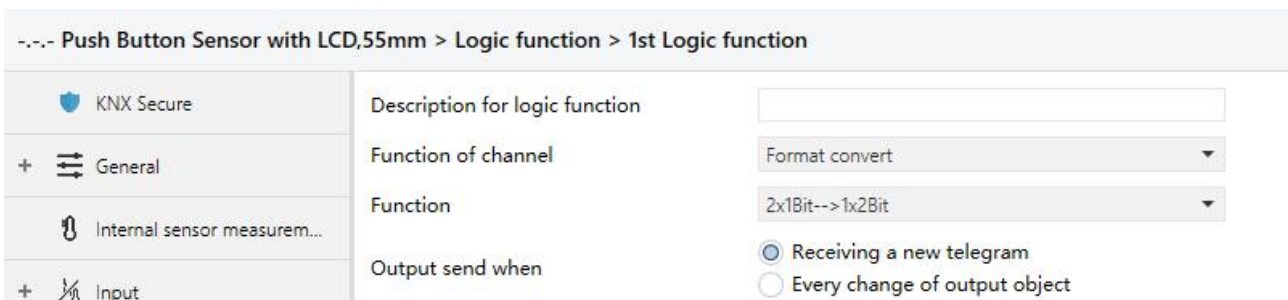 -.-.- Push Button Sensor with LCD,55mm > Logic function > 1st Logic function
KNX Secure
Description for logic function
+ General
Function of channel
Format convert
Function
2x1Bit-->1x2Bit
Internal sensor measurem...
Output send when
Receiving a new telegram
Every change of output object
+ Input